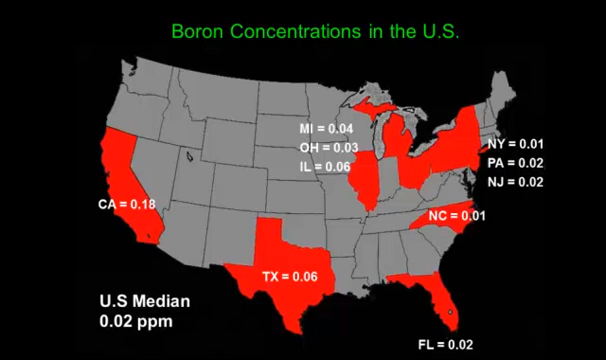 Boron Concentrations in the U.S.
MI = 0.04
OH = 0.03
IL = 0.06
NY = 0.01
PA = 0.02
NJ = 0.02
CA = 0.18
NC = 0.01
TX = 0.06
U.S Median
0.02 ppm
FL = 0.02